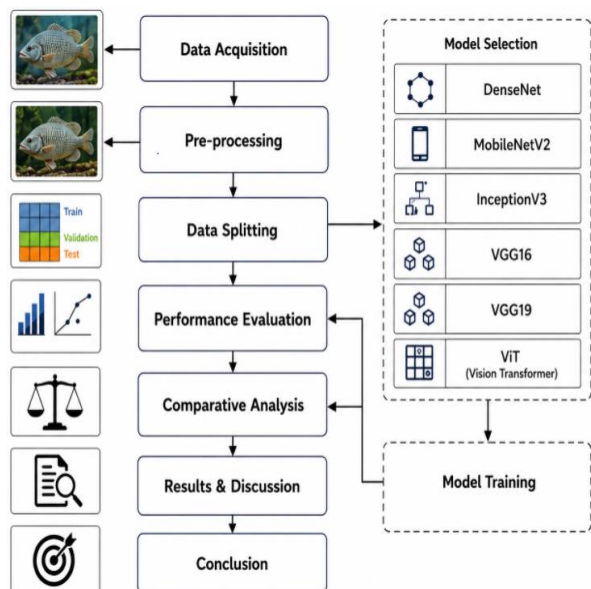 Data Acquisition
Pre-processing
Train
Validation
Test
Data Splitting
Performance Evaluation
Comparative Analysis
Results & Discussion
Conclusion
Model Selection
DenseNet
MobileNetV2
InceptionV3
VGG16
VGG19
ViT
(Vision Transformer)
Model Training